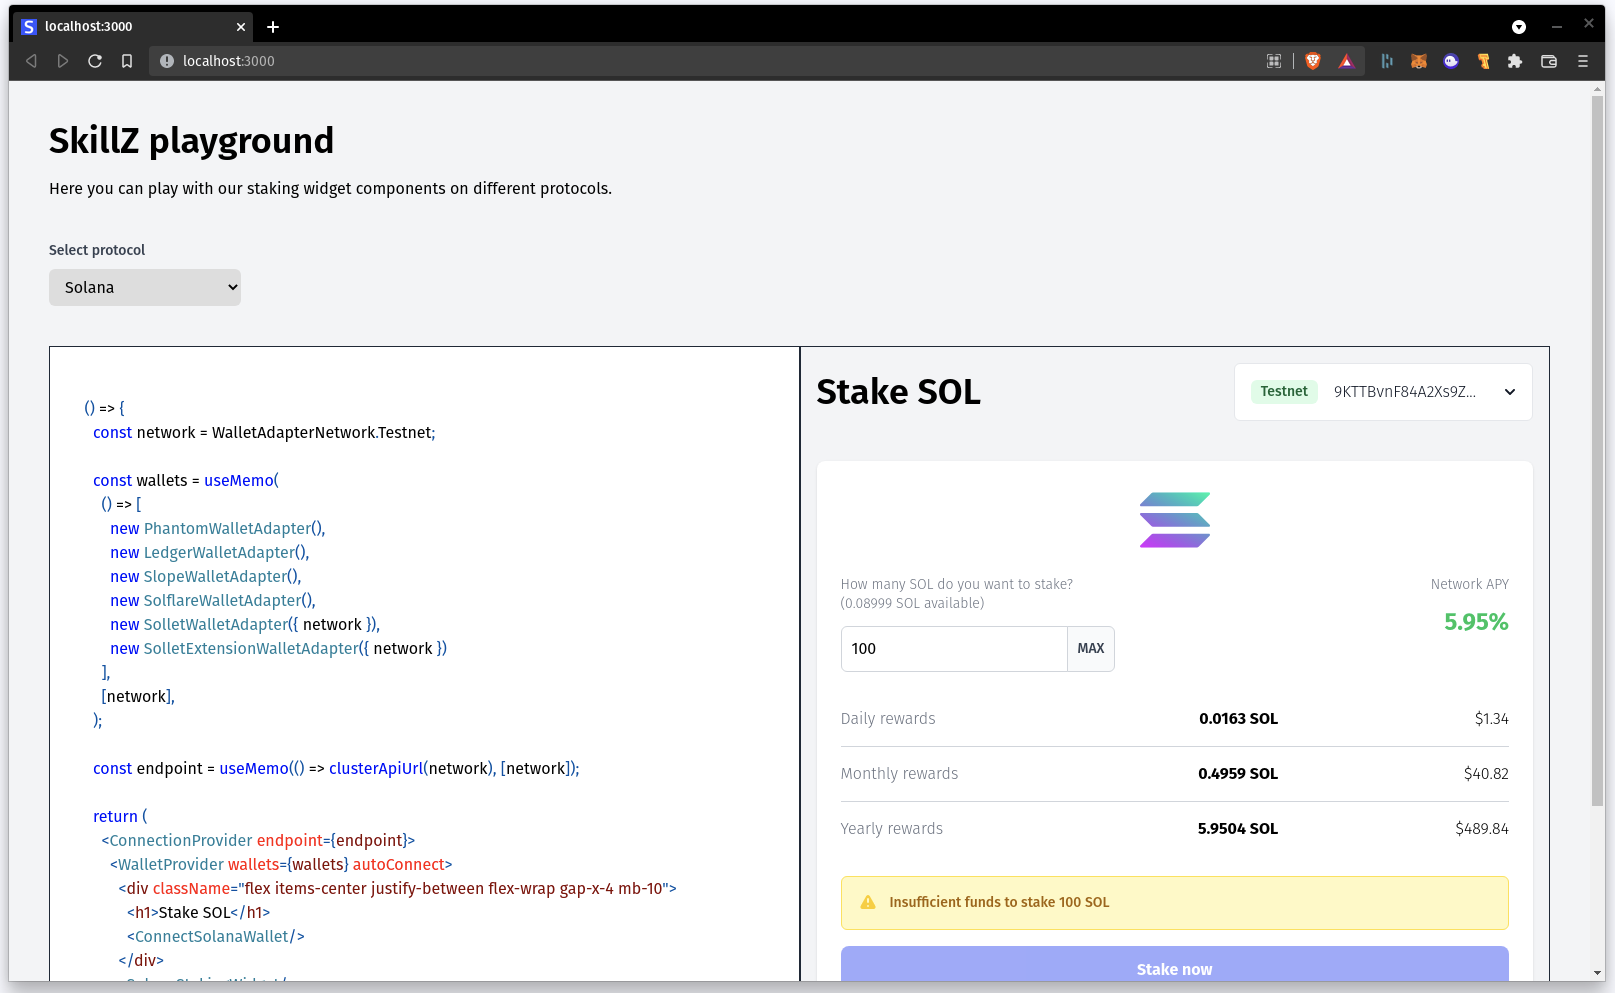 S localhost:3000
localhost:3000
SkillZ playground
Here you can play with our staking widget components on different protocols.
Select protocol
Solana
() => {
const network = WalletAdapterNetwork.Testnet;
const wallets = useMemo(
() => [
new PhantomWalletAdapter(),
new LedgerWalletAdapter(),
new SlopeWalletAdapter(),
new SolflareWalletAdapter(),
new SolletWalletAdapter({ network }),
new SolletExtensionWalletAdapter({ network })
],
[network],
);
const endpoint = useMemo(() => clusterApiUrl(network), [network]);
return (
<ConnectionProvider endpoint={endpoint}>
<WalletProvider wallets={wallets} autoConnect>
<div className="flex items-center justify-between flex-wrap gap-x-4 mb-10">
<h1>Stake SOL</h1>
<ConnectSolanaWallet/>
</div>
Stake SOL
Testnet 9KTTBvnF84A2Xs9Z...
How many SOL do you want to stake?
(0.08999 SOL available)
Network APY
5.95%
100 MAX
Daily rewards 0.0163 SOL $1.34
Monthly rewards 0.4959 SOL $40.82
Yearly rewards 5.9504 SOL $489.84
Insufficient funds to stake 100 SOL
Stake now